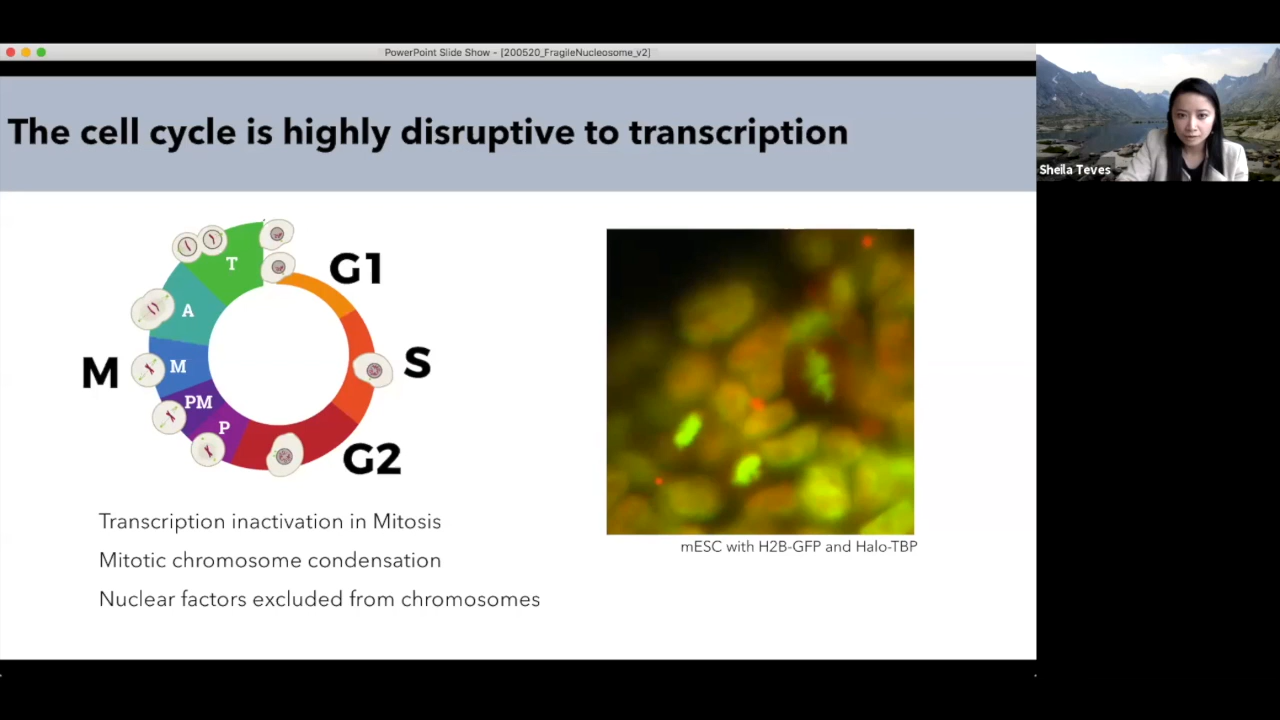 PowerPoint Slide Show - [200520_FragileNucleosome_v2]
The cell cycle is highly disruptive to transcription
Sheila Teves
T
G1
A
M
M
S
PM
P
G2
Transcription inactivation in Mitosis
Mitotic chromosome condensation
Nuclear factors excluded from chromosomes
mESC with H2B-GFP and Halo-TBP